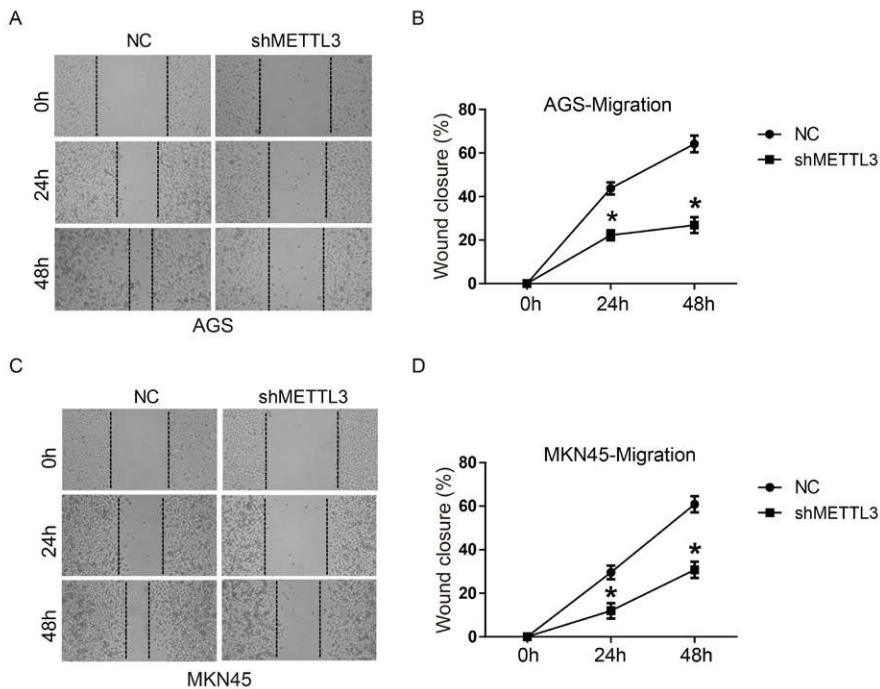 A
NC
shMETTL3
0h
24h
48h
AGS
B
AGS-Migration
Wound closure (%)
80
60
40
20
0
0h
24h
48h
*
*
NC
shMETTL3
C
NC
shMETTL3
0h
24h
48h
MKN45
D
MKN45-Migration
Wound closure (%)
80
60
40
20
0
0h
24h
48h
*
*
NC
shMETTL3